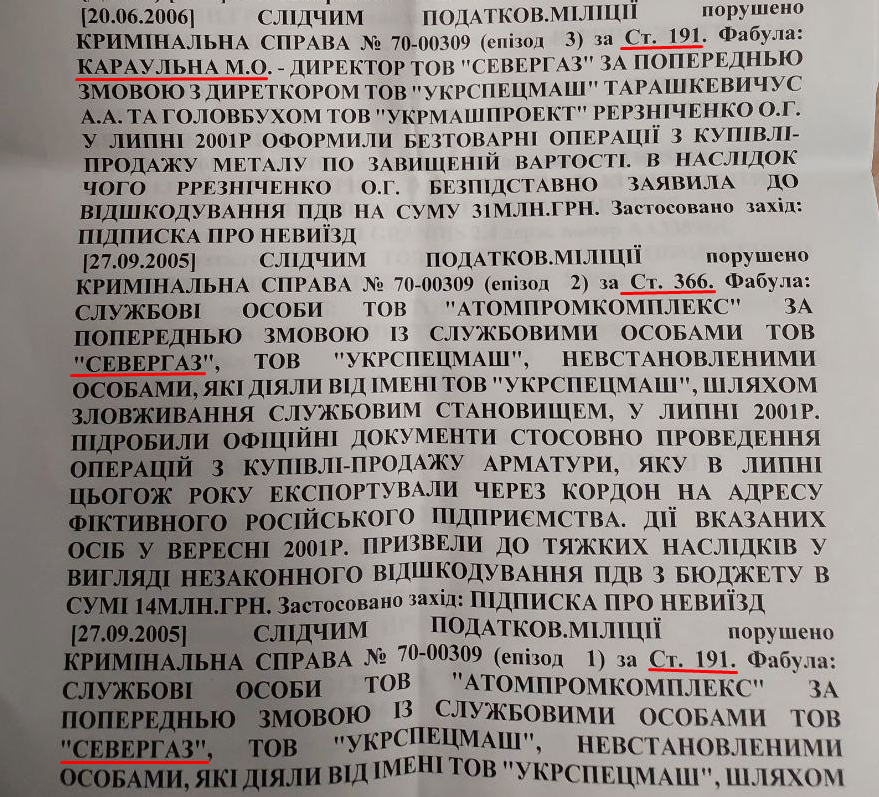 [20.06.2006] СЛІДЧИМ ПОДАТКОВ.МІЛІЦІЇ порушено
КРИМІНАЛЬНА СПРАВА № 70-00309 (епізод 3) за Ст. 191. Фабула:
КАРАУЛЬНА М.О. - ДИРЕКТОР ТОВ "СЕВЕРГАЗ" ЗА ПОПЕРЕДНЬЮ
ЗМОВОЮ З ДИРЕТКОРОМ ТОВ "УКРСПЕЦМАШ" ТАРАШКЕВИЧУС
А.А. ТА ГОЛОВБУХОМ ТОВ "УКРМАШПРОЕКТ" РЕРЗНІЧЕНКО О.Г.
У ЛИПНІ 2001Р ОФОРМИЛИ БЕЗТОВАРНІ ОПЕРАЦІЇ З КУПІВЛІ-
ПРОДАЖУ МЕТАЛУ ПО ЗАВИЩЕНІЙ ВАРТОСТІ. В НАСЛІДОК
ЧОГО РРЕЗНІЧЕНКО О.Г. БЕЗПІДСТАВНО ЗАЯВИЛА ДО
ВІДШКОДУВАННЯ ПДВ НА СУМУ 31МЛН.ГРН. Застосовано захід:
ПІДПИСКА ПРО НЕВИЇЗД
[27.09.2005] СЛІДЧИМ ПОДАТКОВ.МІЛІЦІЇ порушено
КРИМІНАЛЬНА СПРАВА № 70-00309 (епізод 2) за Ст. 366. Фабула:
СЛУЖБОВІ ОСОБИ ТОВ "АТОМПРОМКОМПЛЕКС" ЗА
ПОПЕРЕДНЬЮ ЗМОВОЮ ІЗ СЛУЖБОВИМИ ОСОБАМИ ТОВ
"СЕВЕРГАЗ", ТОВ "УКРСПЕЦМАШ", НЕВСТАНОВЛЕНИМИ
ОСОБАМИ, ЯКІ ДІЯЛИ ВІД ІМЕНІ ТОВ "УКРСПЕЦМАШ", ШЛЯХОМ
ЗЛОВЖИВАННЯ СЛУЖБОВИМ СТАНОВИЩЕМ, У ЛИПНІ 2001Р.
ПІДРОБИЛИ ОФІЦІЙНІ ДОКУМЕНТИ СТОСОВНО ПРОВЕДЕННЯ
ОПЕРАЦІЙ З КУПІВЛІ-ПРОДАЖУ АРМАТУРИ, ЯКУ В ЛИПНІ
ЦЬОГОЖ РОКУ ЕКСПОРТУВАЛИ ЧЕРЕЗ КОРДОН НА АДРЕСУ
ФІКТИВНОГО РОСІЙСЬКОГО ПІДПРИЄМСТВА. ДІЇ ВКАЗАНИХ
ОСІБ У ВЕРЕСНІ 2001Р. ПРИЗВЕЛИ ДО ТЯЖКИХ НАСЛІДКІВ У
ВИГЛЯДІ НЕЗАКОННОГО ВІДШКОДУВАННЯ ПДВ З БЮДЖЕТУ В
СУМІ 14МЛН.ГРН. Застосовано захід: ПІДПИСКА ПРО НЕВИЇЗД
[27.09.2005] СЛІДЧИМ ПОДАТКОВ.МІЛІЦІЇ порушено
КРИМІНАЛЬНА СПРАВА № 70-00309 (епізод 1) за Ст. 191. Фабула:
СЛУЖБОВІ ОСОБИ ТОВ "АТОМПРОМКОМПЛЕКС" ЗА
ПОПЕРЕДНЬЮ ЗМОВОЮ ІЗ СЛУЖБОВИМИ ОСОБАМИ ТОВ
"СЕВЕРГАЗ", ТОВ "УКРСПЕЦМАШ", НЕВСТАНОВЛЕНИМИ
ОСОБАМИ, ЯКІ ДІЯЛИ ВІД ІМЕНІ ТОВ "УКРСПЕЦМАШ", ШЛЯХОМ